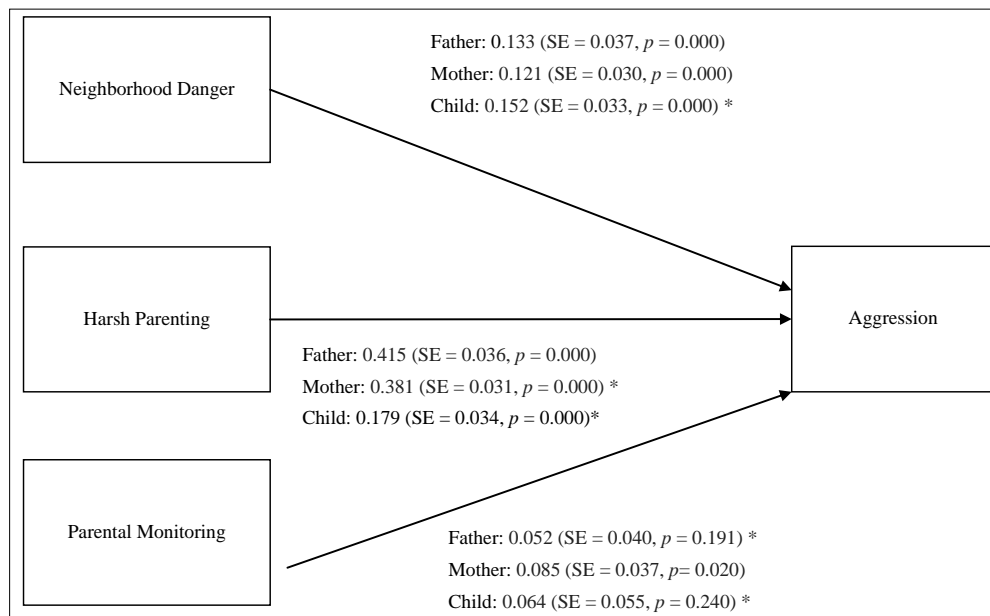 Father: 0.133 (SE = 0.037, p = 0.000)
Neighborhood Danger
Mother: 0.121 (SE = 0.030, p = 0.000)
Child: 0.152 (SE = 0.033, p = 0.000) *
Harsh Parenting
Aggression
Father: 0.415 (SE = 0.036, p = 0.000)
Mother: 0.381 (SE = 0.031, p = 0.000) *
Child: 0.179 (SE = 0.034, p = 0.000)*
Parental Monitoring
Father: 0.052 (SE = 0.040, p = 0.191) *
Mother: 0.085 (SE = 0.037, p= 0.020)
Child: 0.064 (SE = 0.055, p = 0.240) *